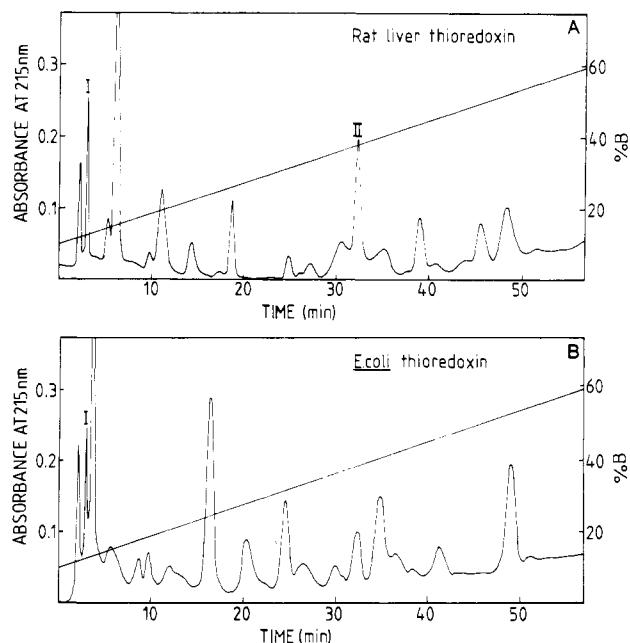 A
Rat liver thioredoxin
I
II
0.3
0.2
0.1
60
40
20
ABSORBANCE AT 215nm
%B
10 20 30 40 50
TIME (min)
B
E.coli thioredoxin
I
0.3
0.2
0.1
60
40
20
ABSORBANCE AT 215nm
%B
10 20 30 40 50
TIME (min)